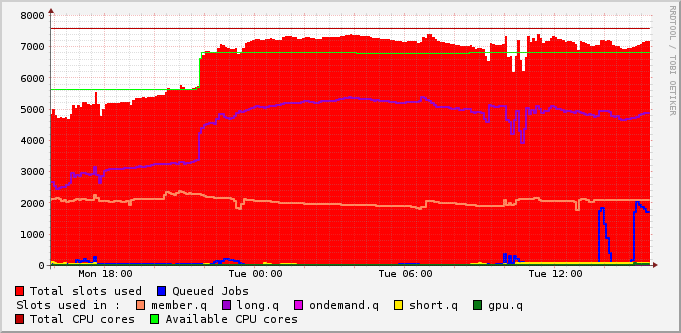 8000
7000
6000
5000
4000
3000
2000
1000
0
Mon 18:00 Tue 00:00 Tue 06:00 Tue 12:00
RRDTOOL / TOBI OETIKER
Total slots used Queued Jobs
Slots used in : member.q long.q ondemand.q short.q gpu.q
Total CPU cores Available CPU cores